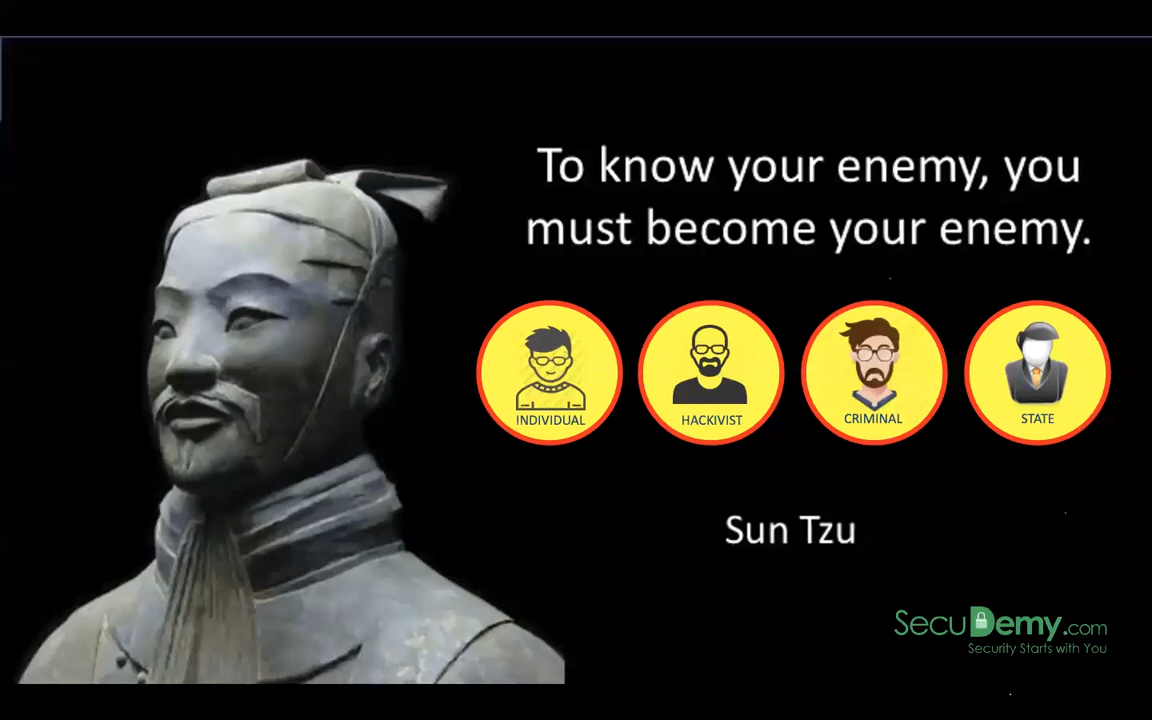 To know your enemy, you
must become your enemy.
INDIVIDUAL
HACKIVIST
CRIMINAL
STATE
Sun Tzu
SecuDemy.com
Security Starts with You